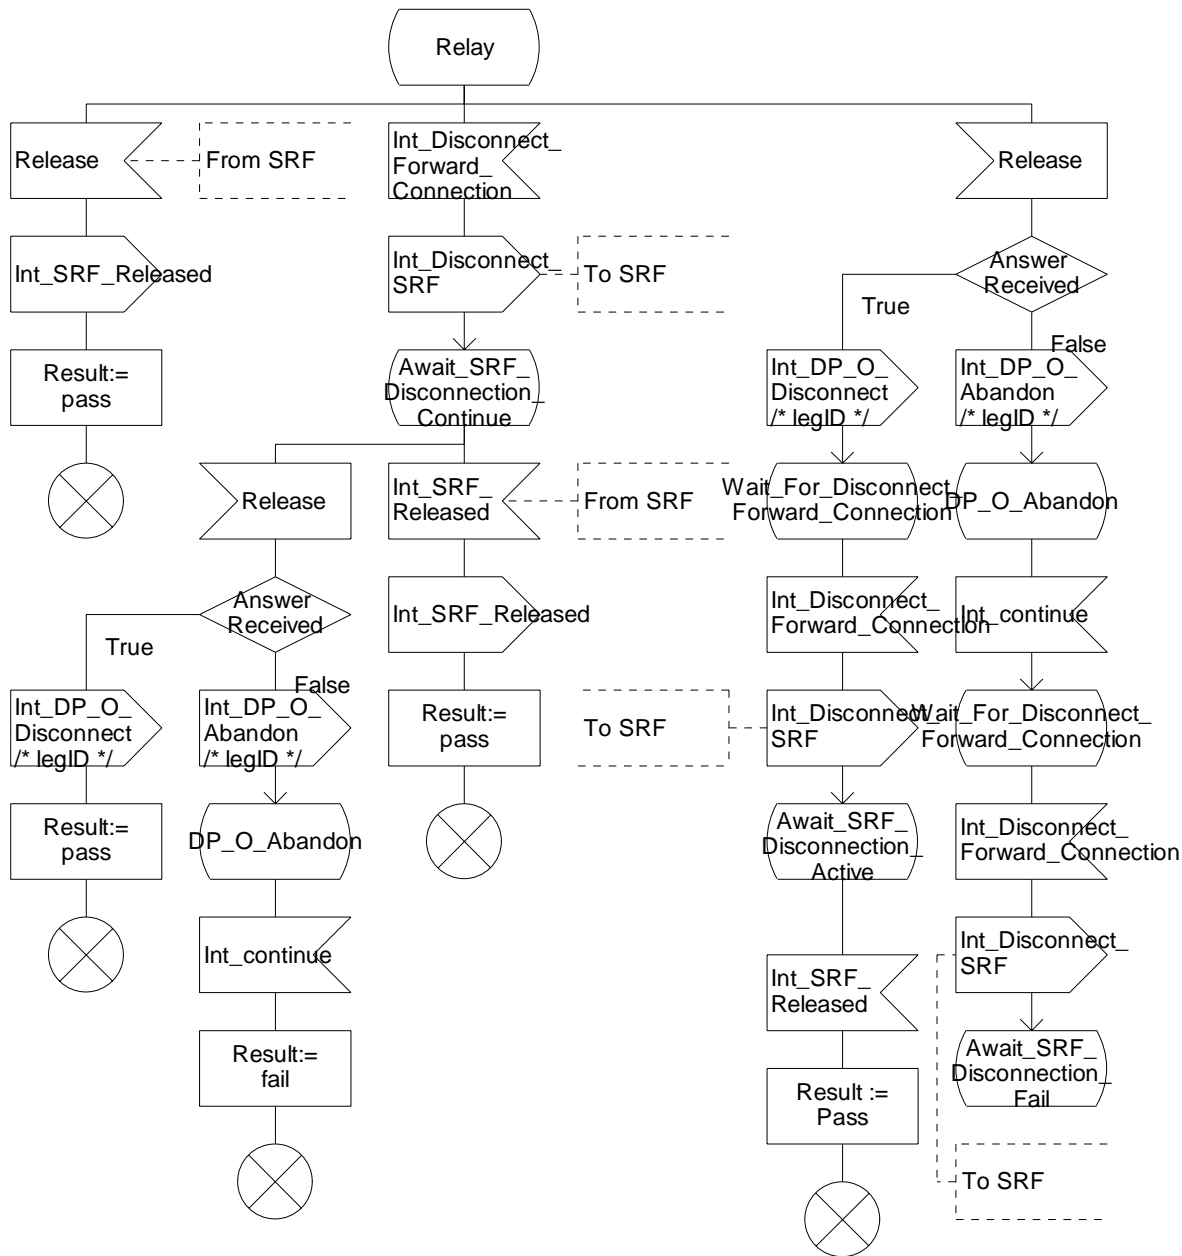 Relay
Release
From SRF
Int_Disconnect_
Forward_
Connection
Release
Int_SRF_Released
Int_Disconnect_
SRF
To SRF
Answer
Received
True
False
Result:=
pass
Await_SRF_
Disconnection_
Continue
Int_DP_O_
Disconnect
/* legID */
Int_DP_O_
Abandon
/* legID */
Release
Int_SRF_
Released
From SRF
Wait_For_Disconnect_
Forward_Connection
DP_O_Abandon
Answer
Received
True
False
Int_SRF_Released
Int_Disconnect_
Forward_Connection
Int_continue
Int_DP_O_
Disconnect
/* legID */
Int_DP_O_
Abandon
/* legID */
Result:=
pass
To SRF
Int_Disconnect_
SRF
Wait_For_Disconnect_
Forward_Connection
Result:=
pass
DP_O_Abandon
Await_SRF_
Disconnection_
Active
Int_Disconnect_
Forward_Connection
Int_continue
Int_SRF_
Released
Int_Disconnect_
SRF
Result:=
fail
Result :=
Pass
Await_SRF_
Disconnection_
Fail
To SRF